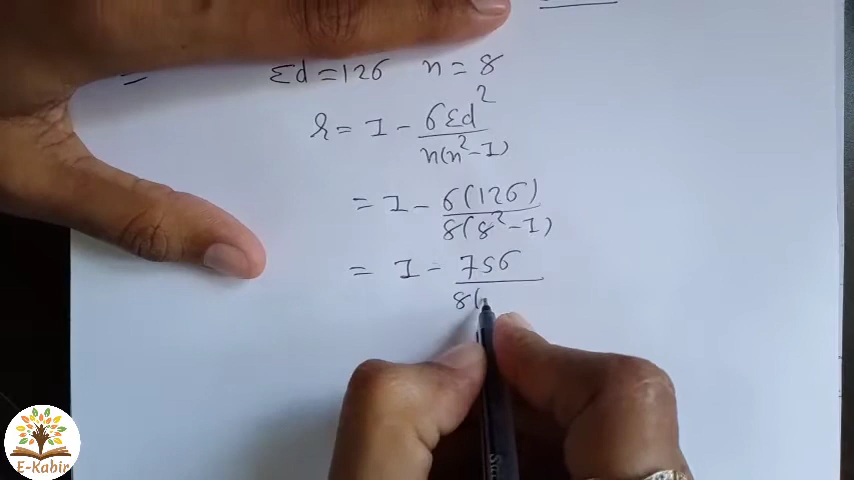 Σd = 126 n = 8
r = 1 - 6Σd² / n(n² - 1)
= 1 - 6(126) / 8(8² - 1)
= 1 - 756 / 8(
E-Kabir